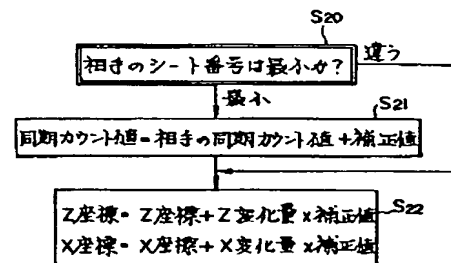 S20
相手のシート番号は最小か?
違う
最小
S21
同期カウント値=相手の同期カウント値+補正値
S22
Z座標= Z座標+Z変化量x補正値
X座標= X座標+X変化量x補正値